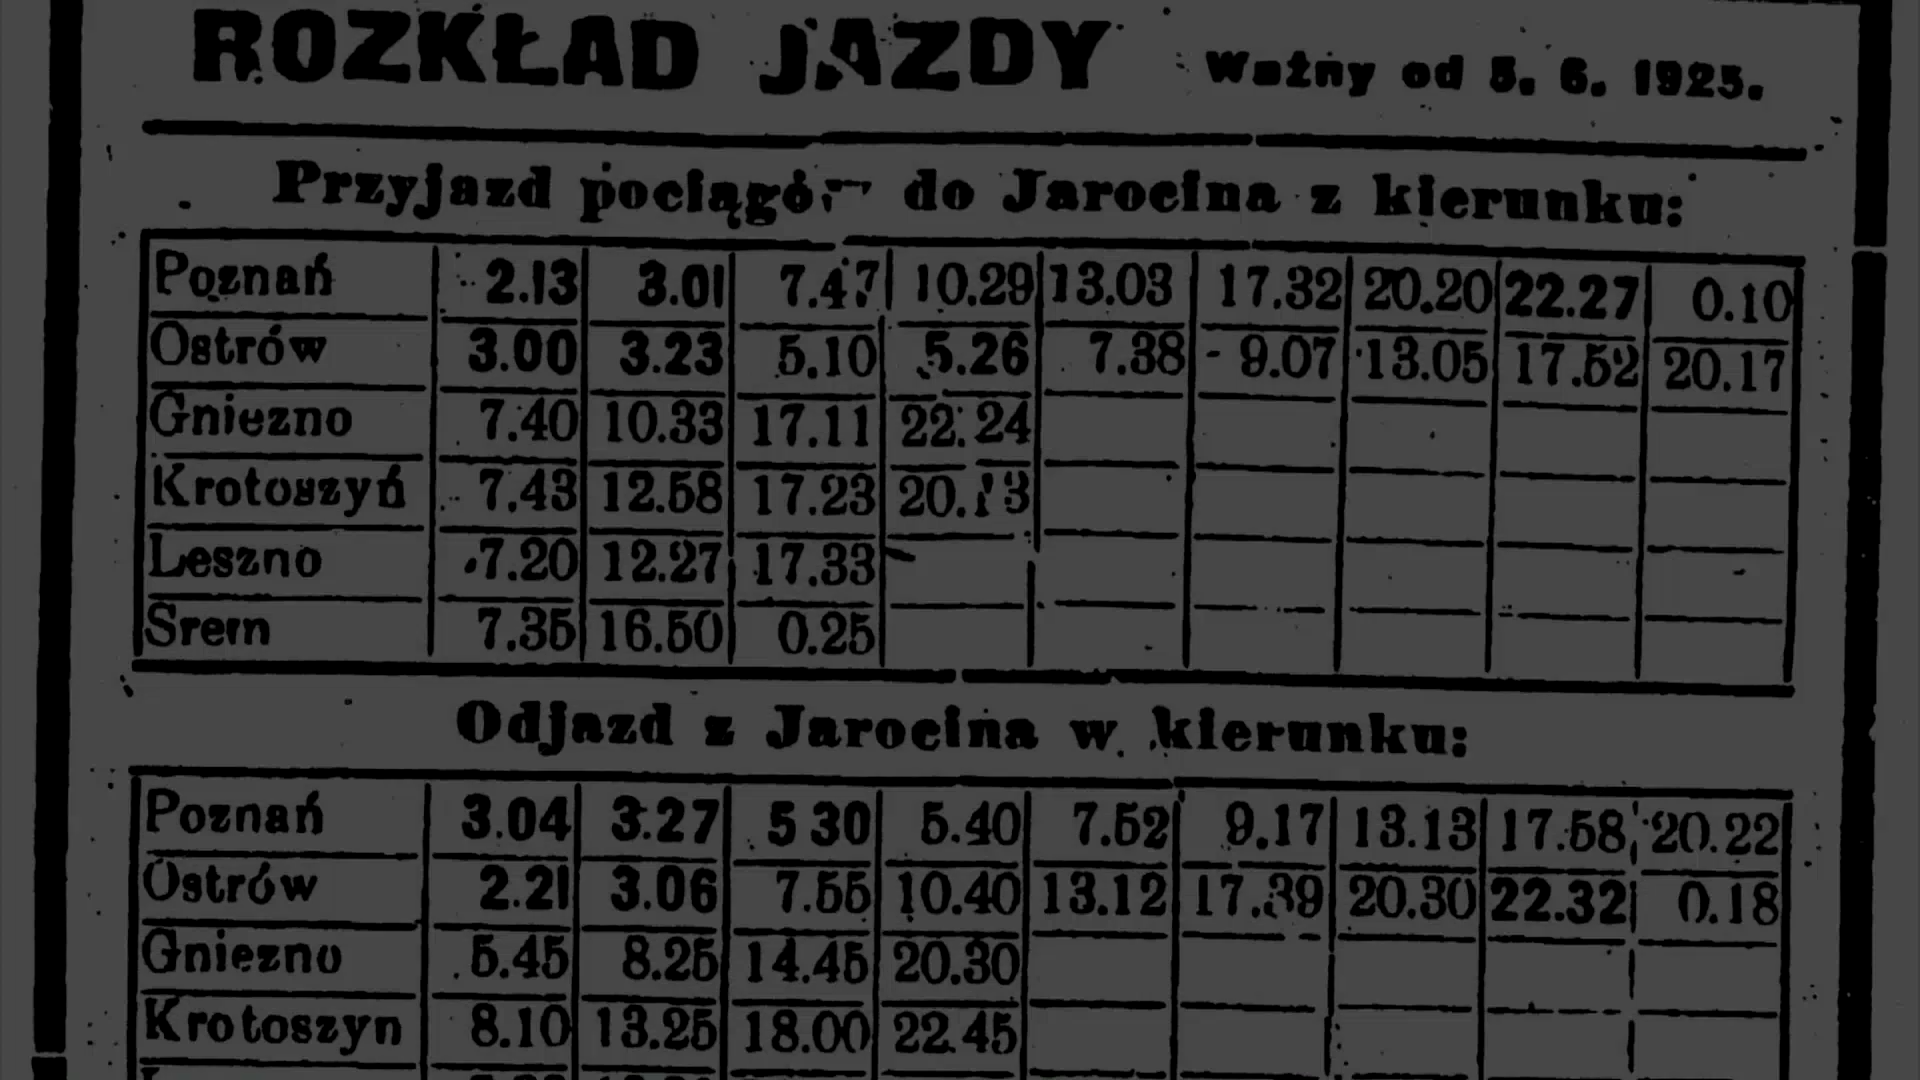 ROZKŁAD JAZDY Ważny od 5. 6. 1925.
Przyjazd pociągów do Jarocina z kierunku:
Poznań 2.13 3.01 7.47 10.29 13.03 17.32 20.20 22.27 0.10
Ostrów 3.00 3.23 5.10 5.26 7.38 9.07 13.05 17.52 20.17
Gniezno 7.40 10.33 17.11 22.24
Krotoszyń 7.43 12.58 17.23 20.13
Leszno 7.20 12.27 17.33
Srem 7.35 16.50 0.25
Odjazd z Jarocina w kierunku:
Poznań 3.04 3.27 5 30 5.40 7.52 9.17 13.13 17.58 20.22
Ostrów 2.21 3.06 7.55 10.40 13.12 17.39 20.30 22.32 0.18
Gniezno 5.45 8.25 14.45 20.30
Krotoszyn 8.10 13.25 18.00 22.45